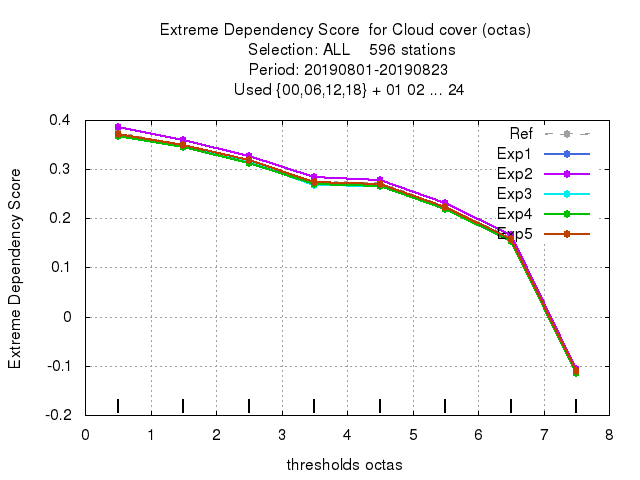 Extreme Dependency Score  for Cloud cover (octas)
Selection: ALL    596 stations
Period: 20190801-20190823
Used {00,06,12,18} + 01 02 ... 24
Extreme Dependency Score
0.4
0.3
0.2
0.1
0
-0.1
-0.2
Ref
Exp1
Exp2
Exp3
Exp4
Exp5
0 1 2 3 4 5 6 7 8
thresholds octas